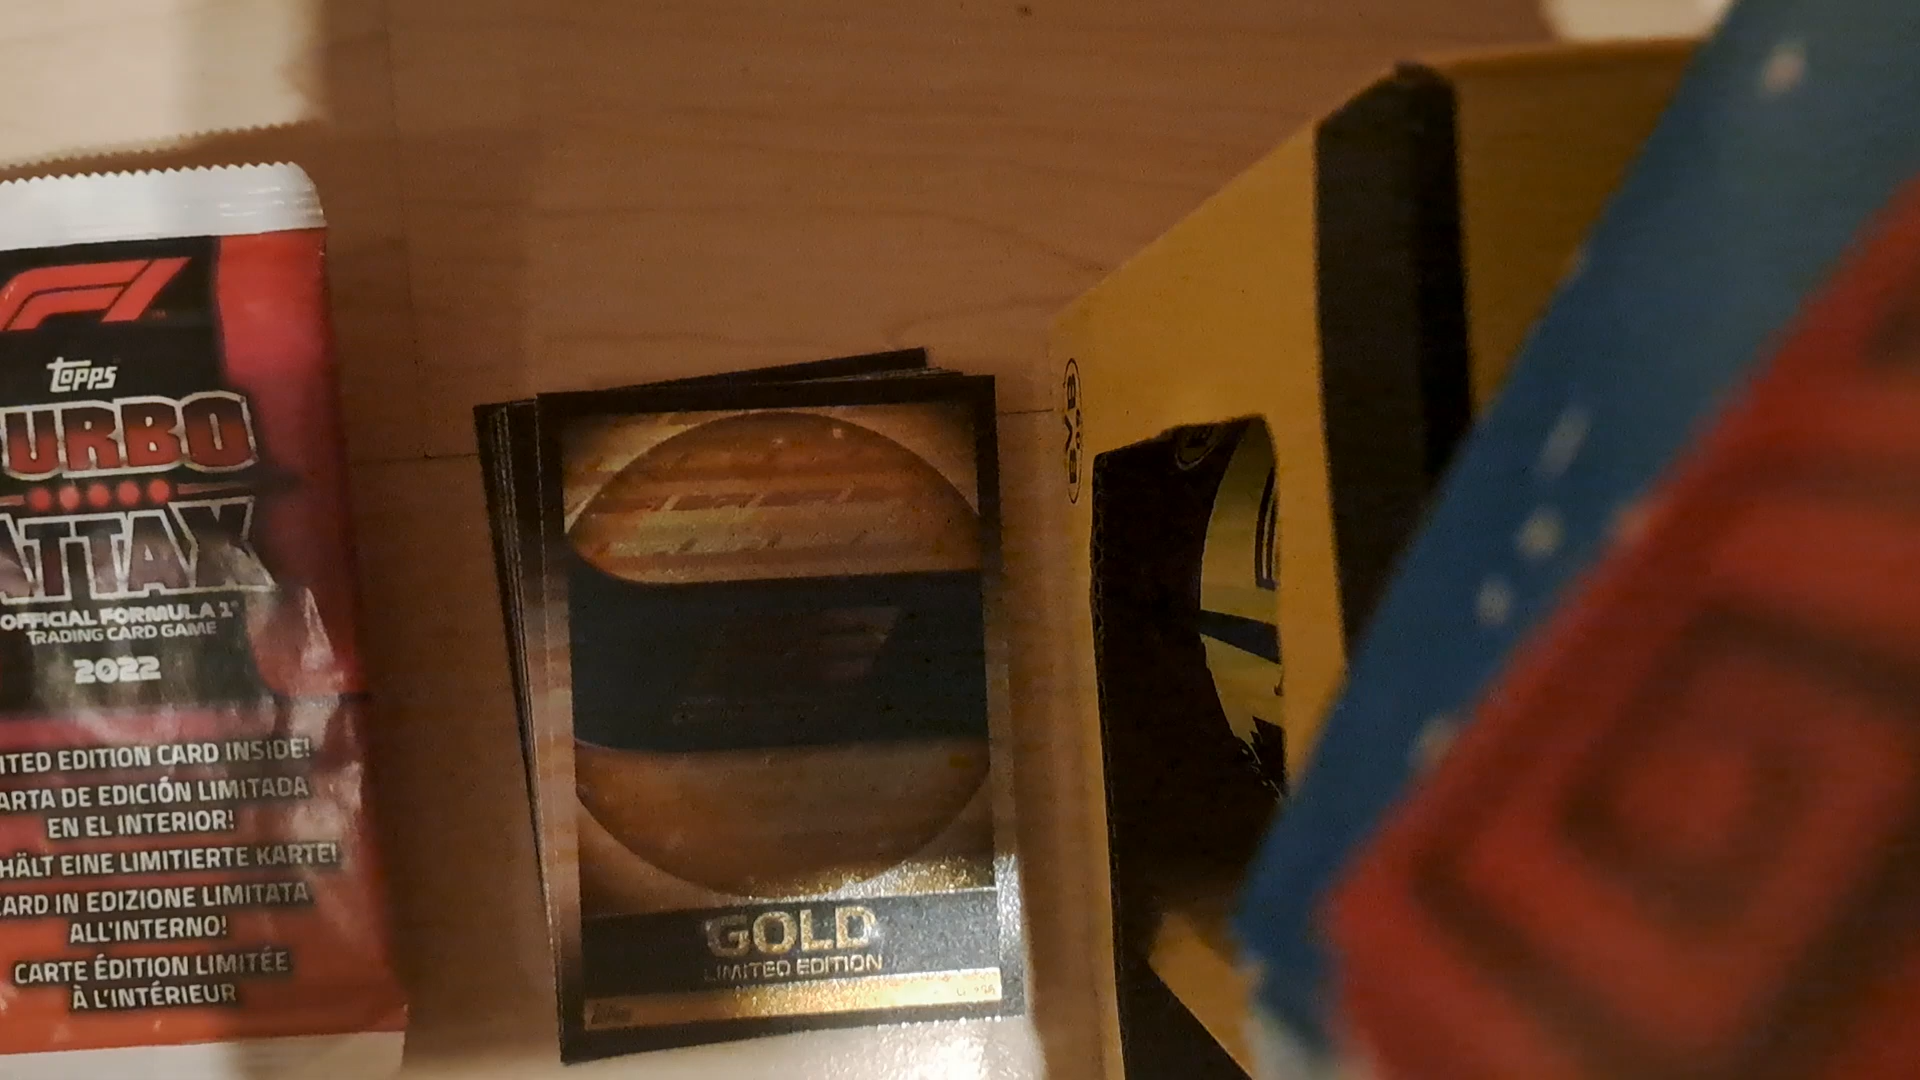 F1
TOPPS
URBO
ATTAX
OFFICIAL FORMULA 1
TRADING CARD GAME
2022
ITED EDITION CARD INSIDE!
ARTA DE EDICIÓN LIMITADA
EN EL INTERIOR!
HÄLT EINE LIMITIERTE KARTE!
CARD IN EDIZIONE LIMITATA
ALL'INTERNO!
CARTE ÉDITION LIMITÉE
À L'INTÉRIEUR
GOLD
LIMITED EDITION
BVB
09